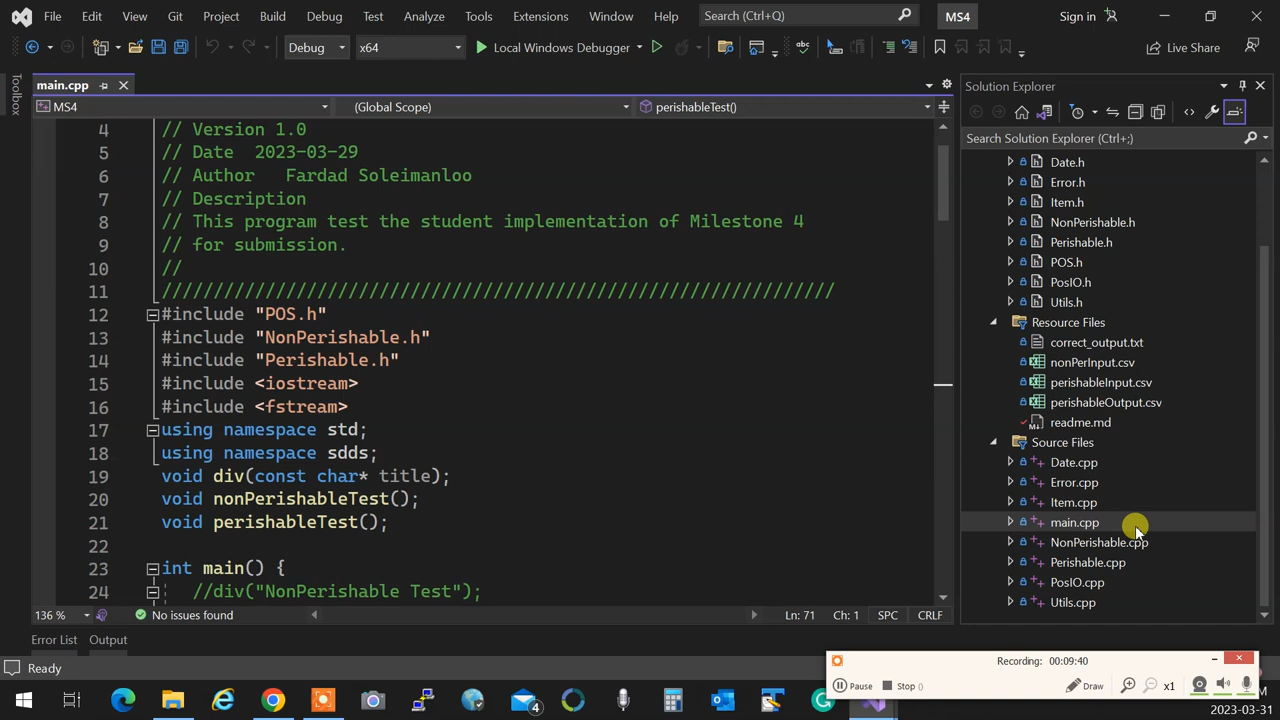 File Edit View Git Project Build Debug Test Analyze Tools Extensions Window Help Search (Ctrl+Q) MS4 Sign in
Debug x64 Local Windows Debugger Live Share
Toolbox
main.cpp
MS4 (Global Scope) perishableTest()
4 // Version 1.0
5 // Date 2023-03-29
6 // Author Fardad Soleimanloo
7 // Description
8 // This program test the student implementation of Milestone 4
9 // for submission.
10 //
11 /////////////////////////////////////////////////////////////////
12 #include "POS.h"
13 #include "NonPerishable.h"
14 #include "Perishable.h"
15 #include <iostream>
16 #include <fstream>
17 using namespace std;
18 using namespace sdds;
19 void div(const char* title);
20 void nonPerishableTest();
21 void perishableTest();
22
23 int main() {
24 //div("NonPerishable Test");
136 % No issues found Ln: 71 Ch: 1 SPC CRLF
Error List Output
Ready
Solution Explorer
Search Solution Explorer (Ctrl+;)
Date.h
Error.h
Item.h
NonPerishable.h
Perishable.h
POS.h
PosIO.h
Utils.h
Resource Files
correct_output.txt
nonPerInput.csv
perishableInput.csv
perishableOutput.csv
readme.md
Source Files
Date.cpp
Error.cpp
Item.cpp
main.cpp
NonPerishable.cpp
Perishable.cpp
PosIO.cpp
Utils.cpp
Recording: 00:09:40
Pause Stop () Draw x1
4
2023-03-31